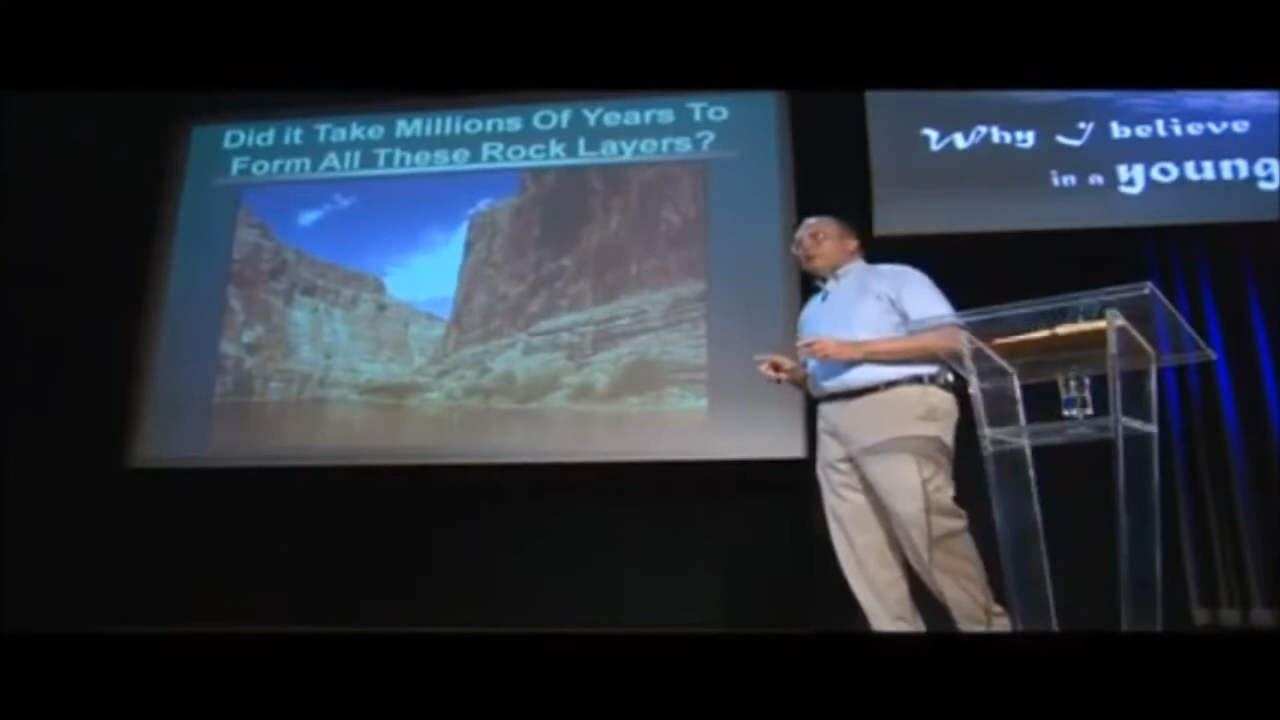 Did it Take Millions Of Years To
Form All These Rock Layers?
Why I believe
in a young